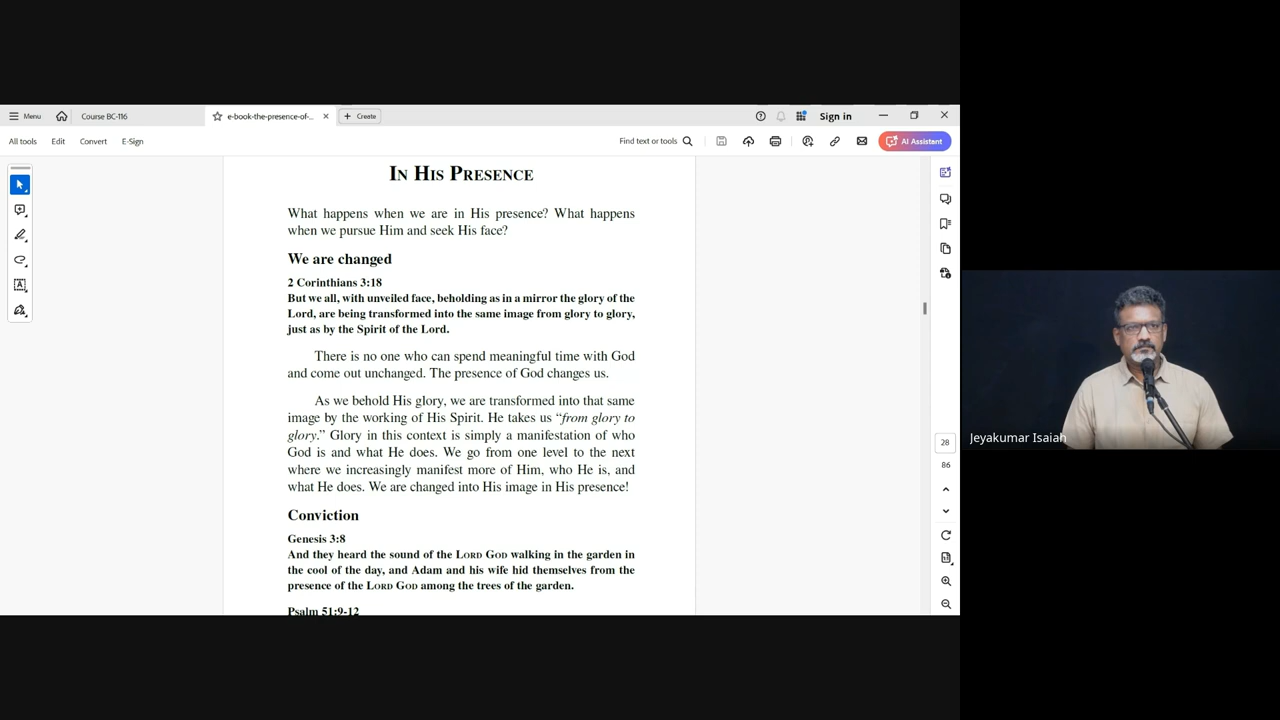 Menu
Course BC-116
e-book-the-presence-of-...
Create
Sign in
All tools
Edit
Convert
E-Sign
Find text or tools
AI Assistant
IN HIS PRESENCE
What happens when we are in His presence? What happens
when we pursue Him and seek His face?
We are changed
2 Corinthians 3:18
But we all, with unveiled face, beholding as in a mirror the glory of the
Lord, are being transformed into the same image from glory to glory,
just as by the Spirit of the Lord.
There is no one who can spend meaningful time with God
and come out unchanged. The presence of God changes us.
As we behold His glory, we are transformed into that same
image by the working of His Spirit. He takes us “from glory to
glory.” Glory in this context is simply a manifestation of who
God is and what He does. We go from one level to the next
where we increasingly manifest more of Him, who He is, and
what He does. We are changed into His image in His presence!
Conviction
Genesis 3:8
And they heard the sound of the LORD GOD walking in the garden in
the cool of the day, and Adam and his wife hid themselves from the
presence of the LORD GOD among the trees of the garden.
Psalm 51:9-12
28
86
Jeyakumar Isaiah